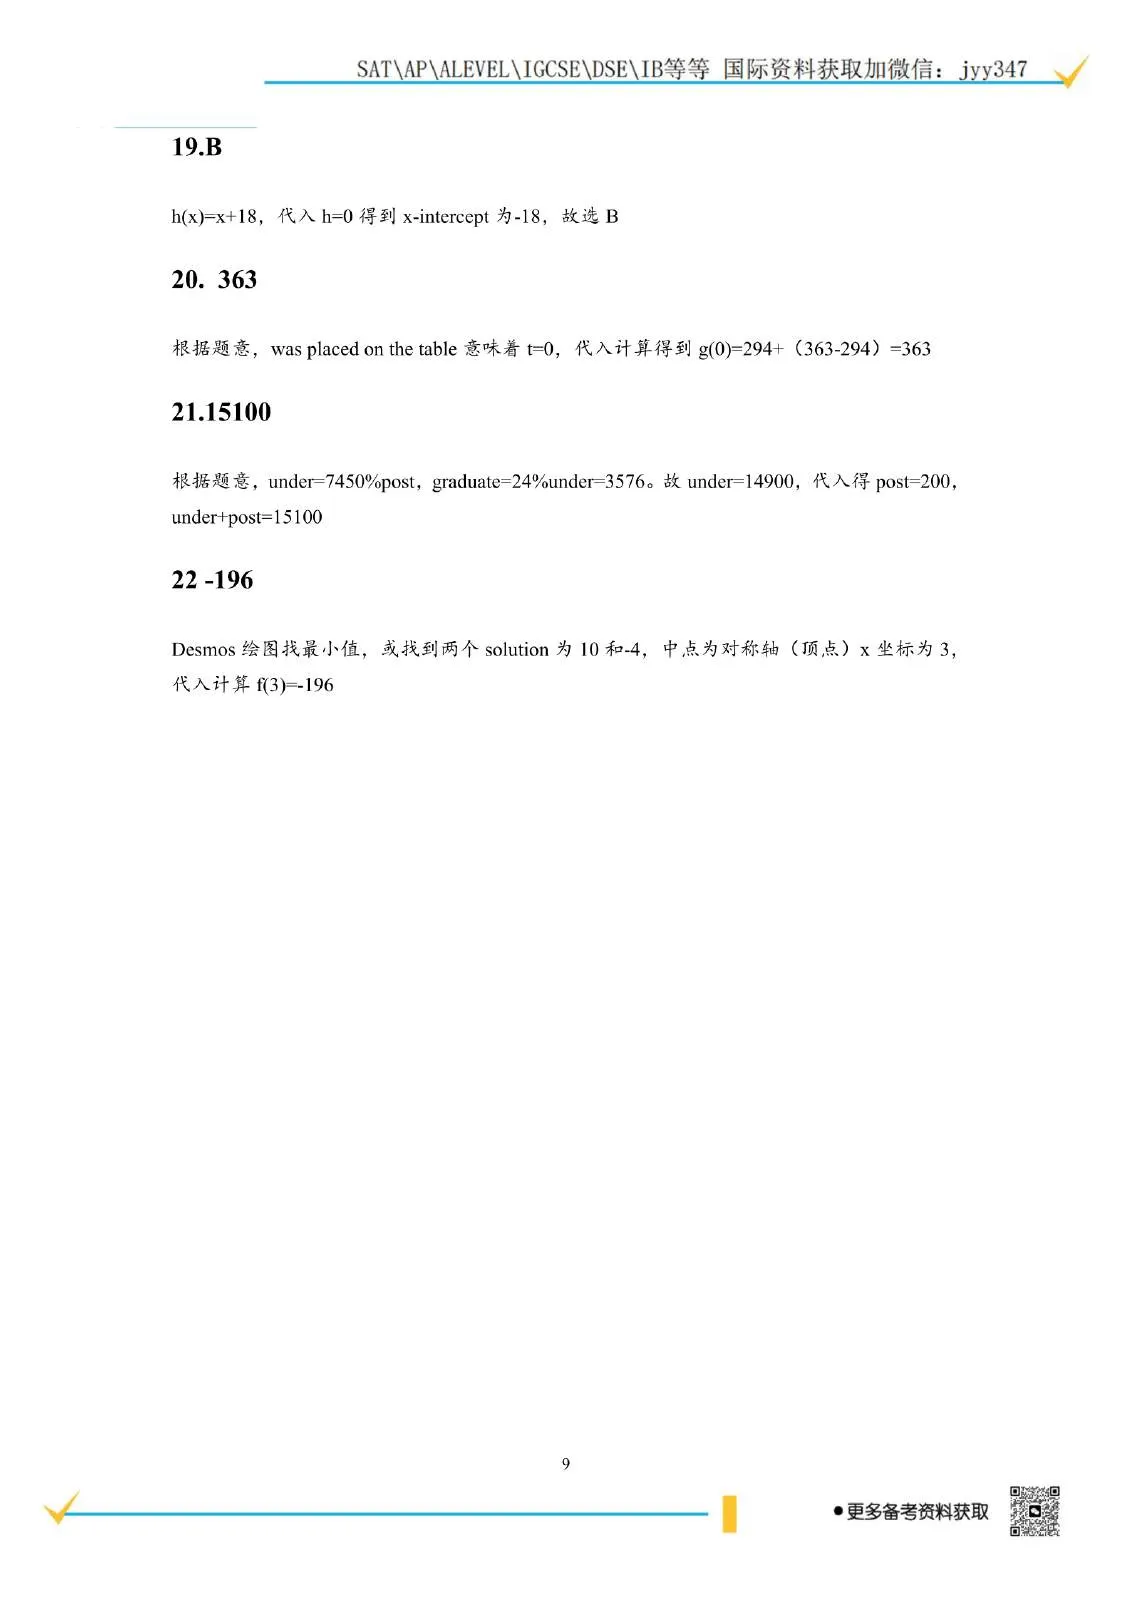 SAT\AP\ALEVEL\IGCSE\DSE\IB等等 国际资料获取加微信：jyy347
19.B
h(x)=x+18，代入 h=0 得到 x-intercept 为-18，故选 B
20. 363
根据题意，was placed on the table 意味着 t=0，代入计算得到 g(0)=294+（363-294）=363
21.15100
根据题意，under=7450%post，graduate=24%under=3576。故 under=14900，代入得 post=200，
under+post=15100
22 -196
Desmos 绘图找最小值，或找到两个 solution 为 10 和-4，中点为对称轴（顶点）x 坐标为 3，
代入计算 f(3)=-196
9
●更多备考资料获取